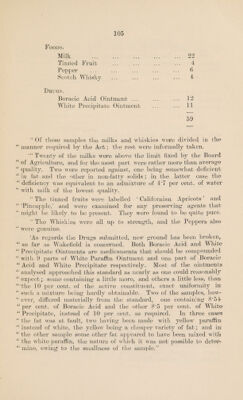 105
Foods.
Milk ... ... ... ... ... 22
Tinned Fruit ... ... ... ... 4
Pepper ... ... ... ... ... 6
Scotch Whisky ... ... ... ... 4
Drugs.
Boracic Acid Ointment ... ... ... 12
White Precipitate Ointment ... ... 11
59
"Of these samples the milks and whiskies were divided in the
"manner required by the Act; the rest were informally taken.
"Twenty of the milks were above the limit fixed by the Board
"of Agriculture, and for the most part were rather more than average
"quality. Two were reported against, one being somewhat deficient
"in fat and the other in non-fatty solids; in the latter case the
"deficiency was equivalent to an admixture of 4·7 per cent. of water
"with milk of the lowest quality.
"The tinned fruits were labelled 'Californian Apricots' and
"'Pineapple,' and were examined for any preserving agents that
"might be likely to be present. They were found to be quite pure.
"The Whiskies were all up to strength, and the Peppers also
"were genuine.
"As regards the Drugs submitted, new ground has been broken,
"so far as Wakefield is concerned. Both Boracic Acid and White
"Precipitate Ointments are medicaments that should be compounded
"with 9 parts of White Paraffin Ointment and one part of Boracic
"Acid and White Precipitate respectively. Most of the ointments
"analysed approached this standard as nearly as one could reasonably
"expect; some containing a little more, and others a little less, than
"the 10 per cent. of the active constituent, exact uniformity in
"such a mixture being hardly obtainable. Two of the samples, how-
"ever, differed materially from the standard, one containing 8·54
"per cent. of Boracic Acid and the other 8·5 per cent. of White
"Precipitate, instead of 10 per cent. as required. In three cases
"the fat was at fault, two having been made with yellow paraffin
"instead of white, the yellow being a cheaper variety of fat; and in
"the other sample some other fat appeared to have been mixed with
"the white paraffin, the nature of which it was not possible to deter-
"mine, owing to the smallness of the sample."